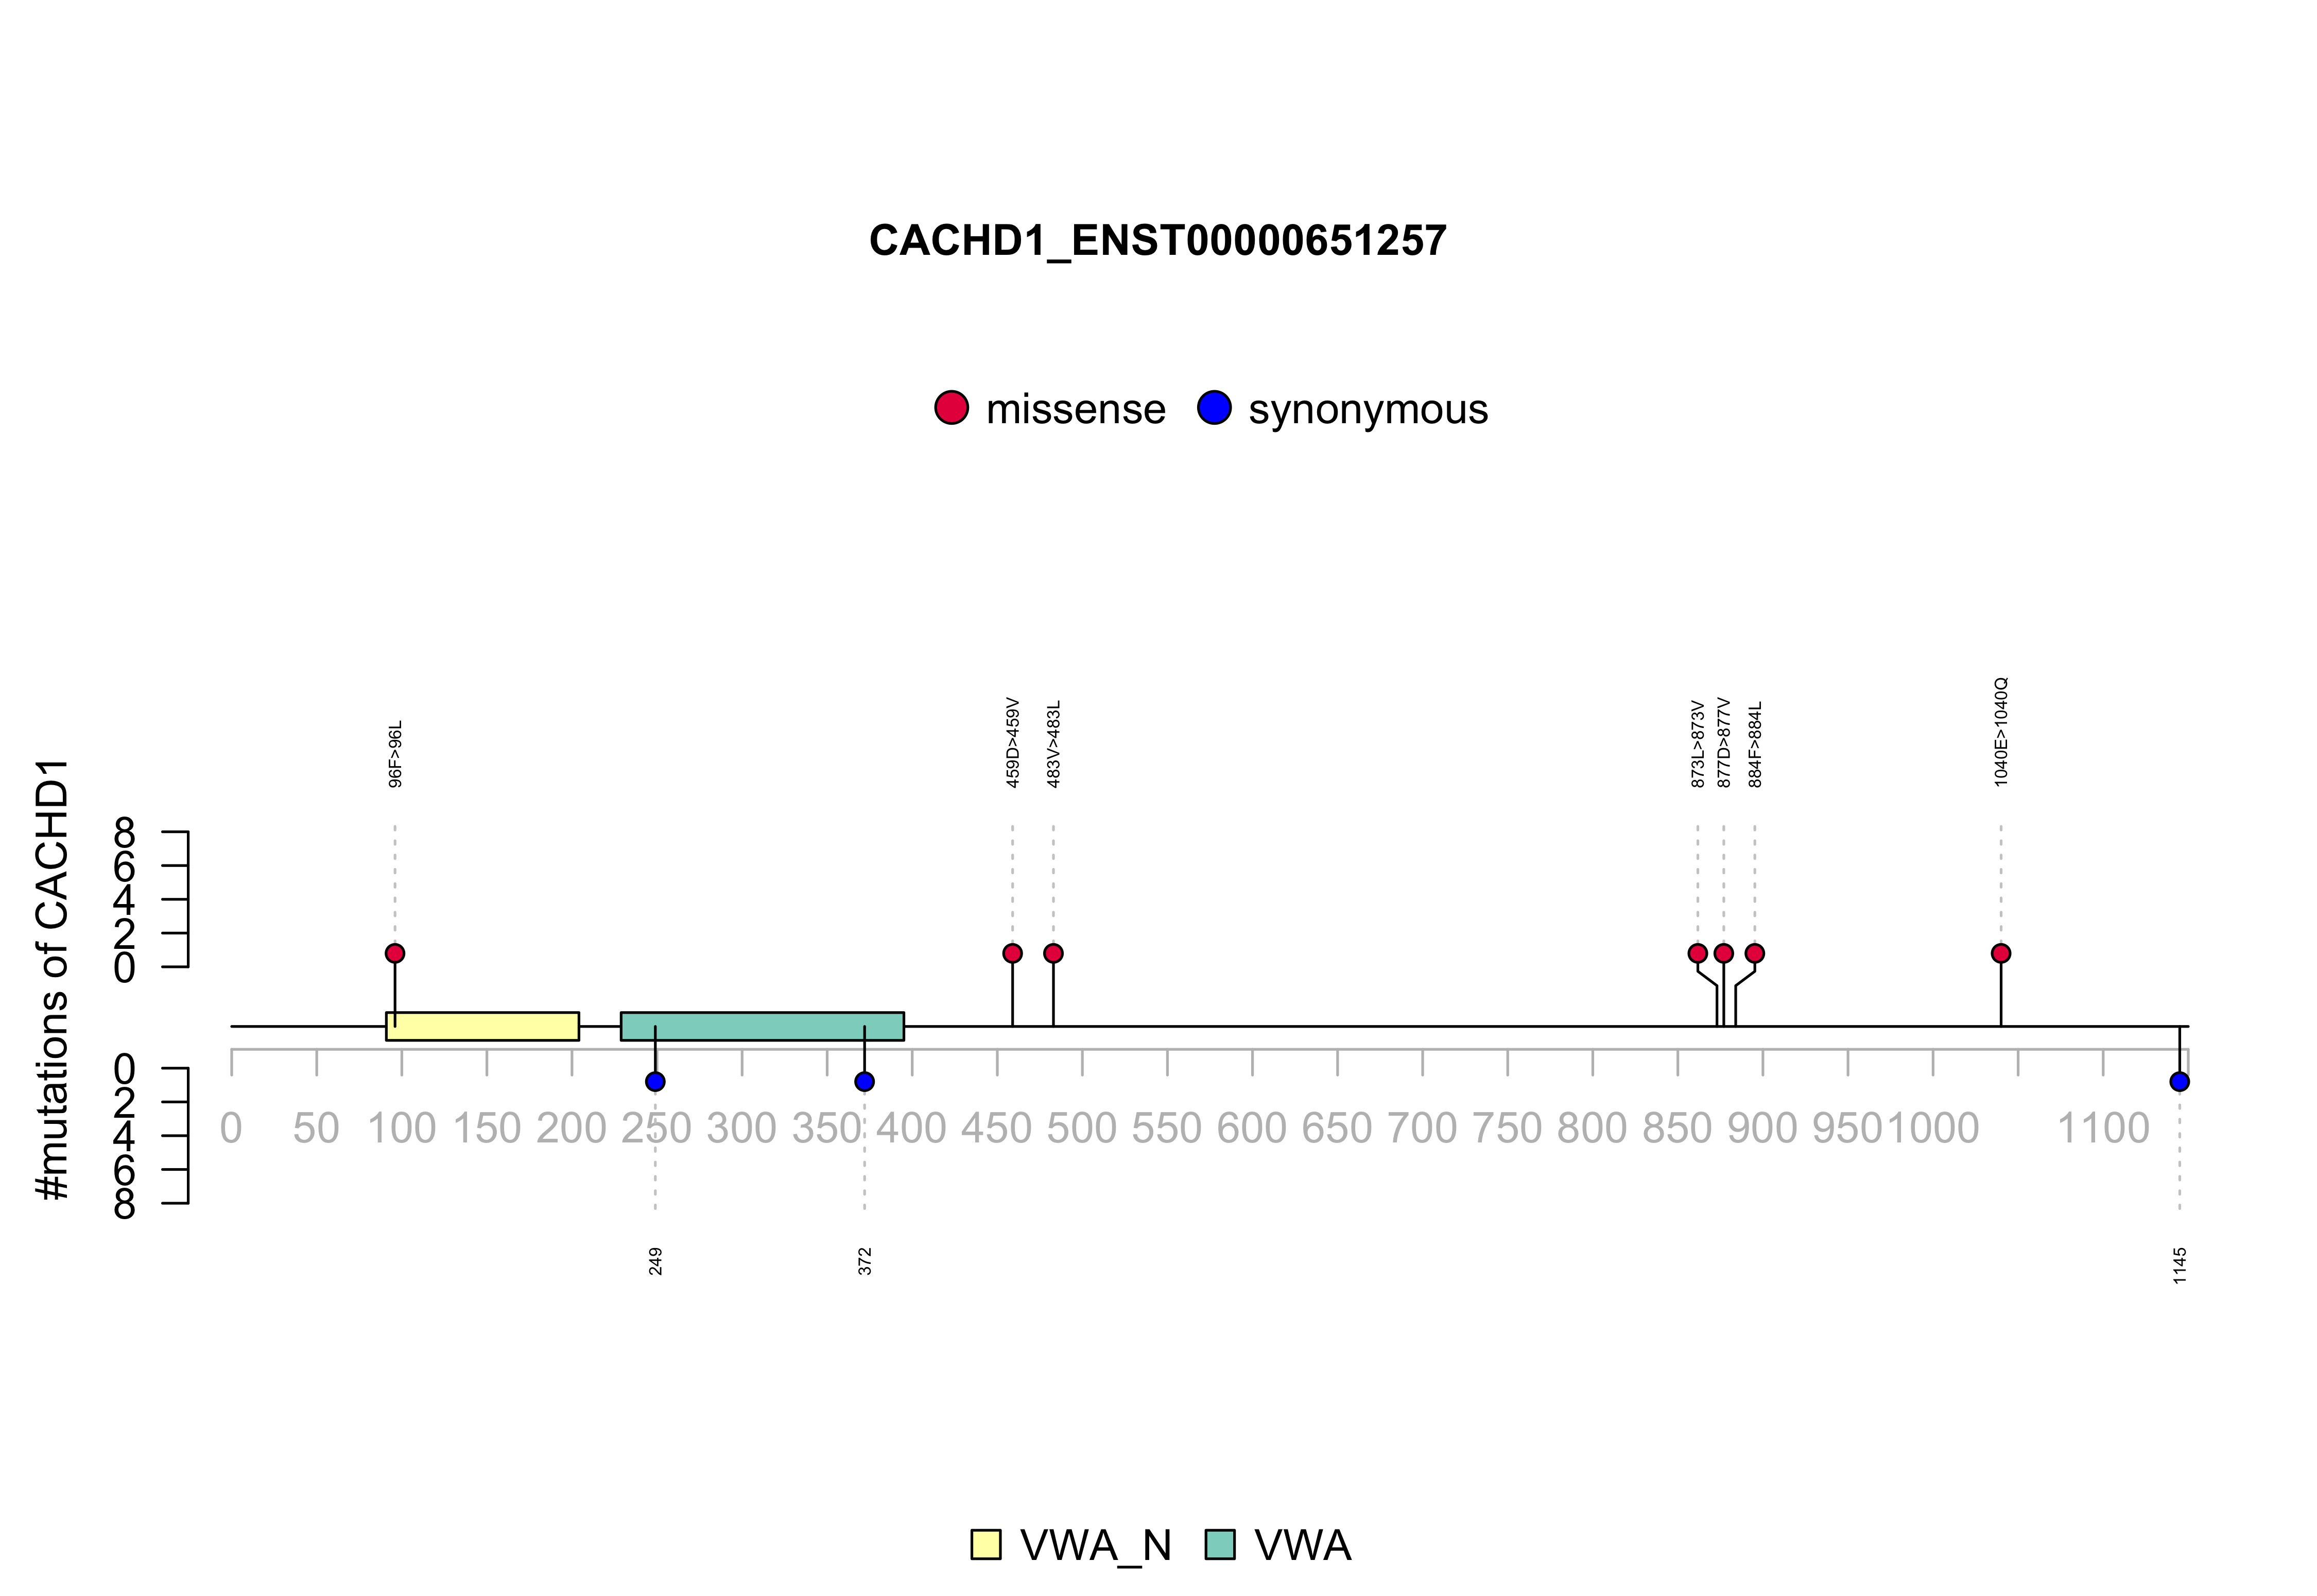 CACHD1_ENST00000651257
missense synonymous
96F>96L 459D>459V 483V>483L 873L>873V 877D>877V 884F>884L 1040E>1040Q
#mutations of CACHD1
8
6
4
2
0
0
2
4
6
8
0 50 100 150 200 250 300 350 400 450 500 550 600 650 700 750 800 850 900 950 1000 1100
249 372 1145
VWA_N VWA